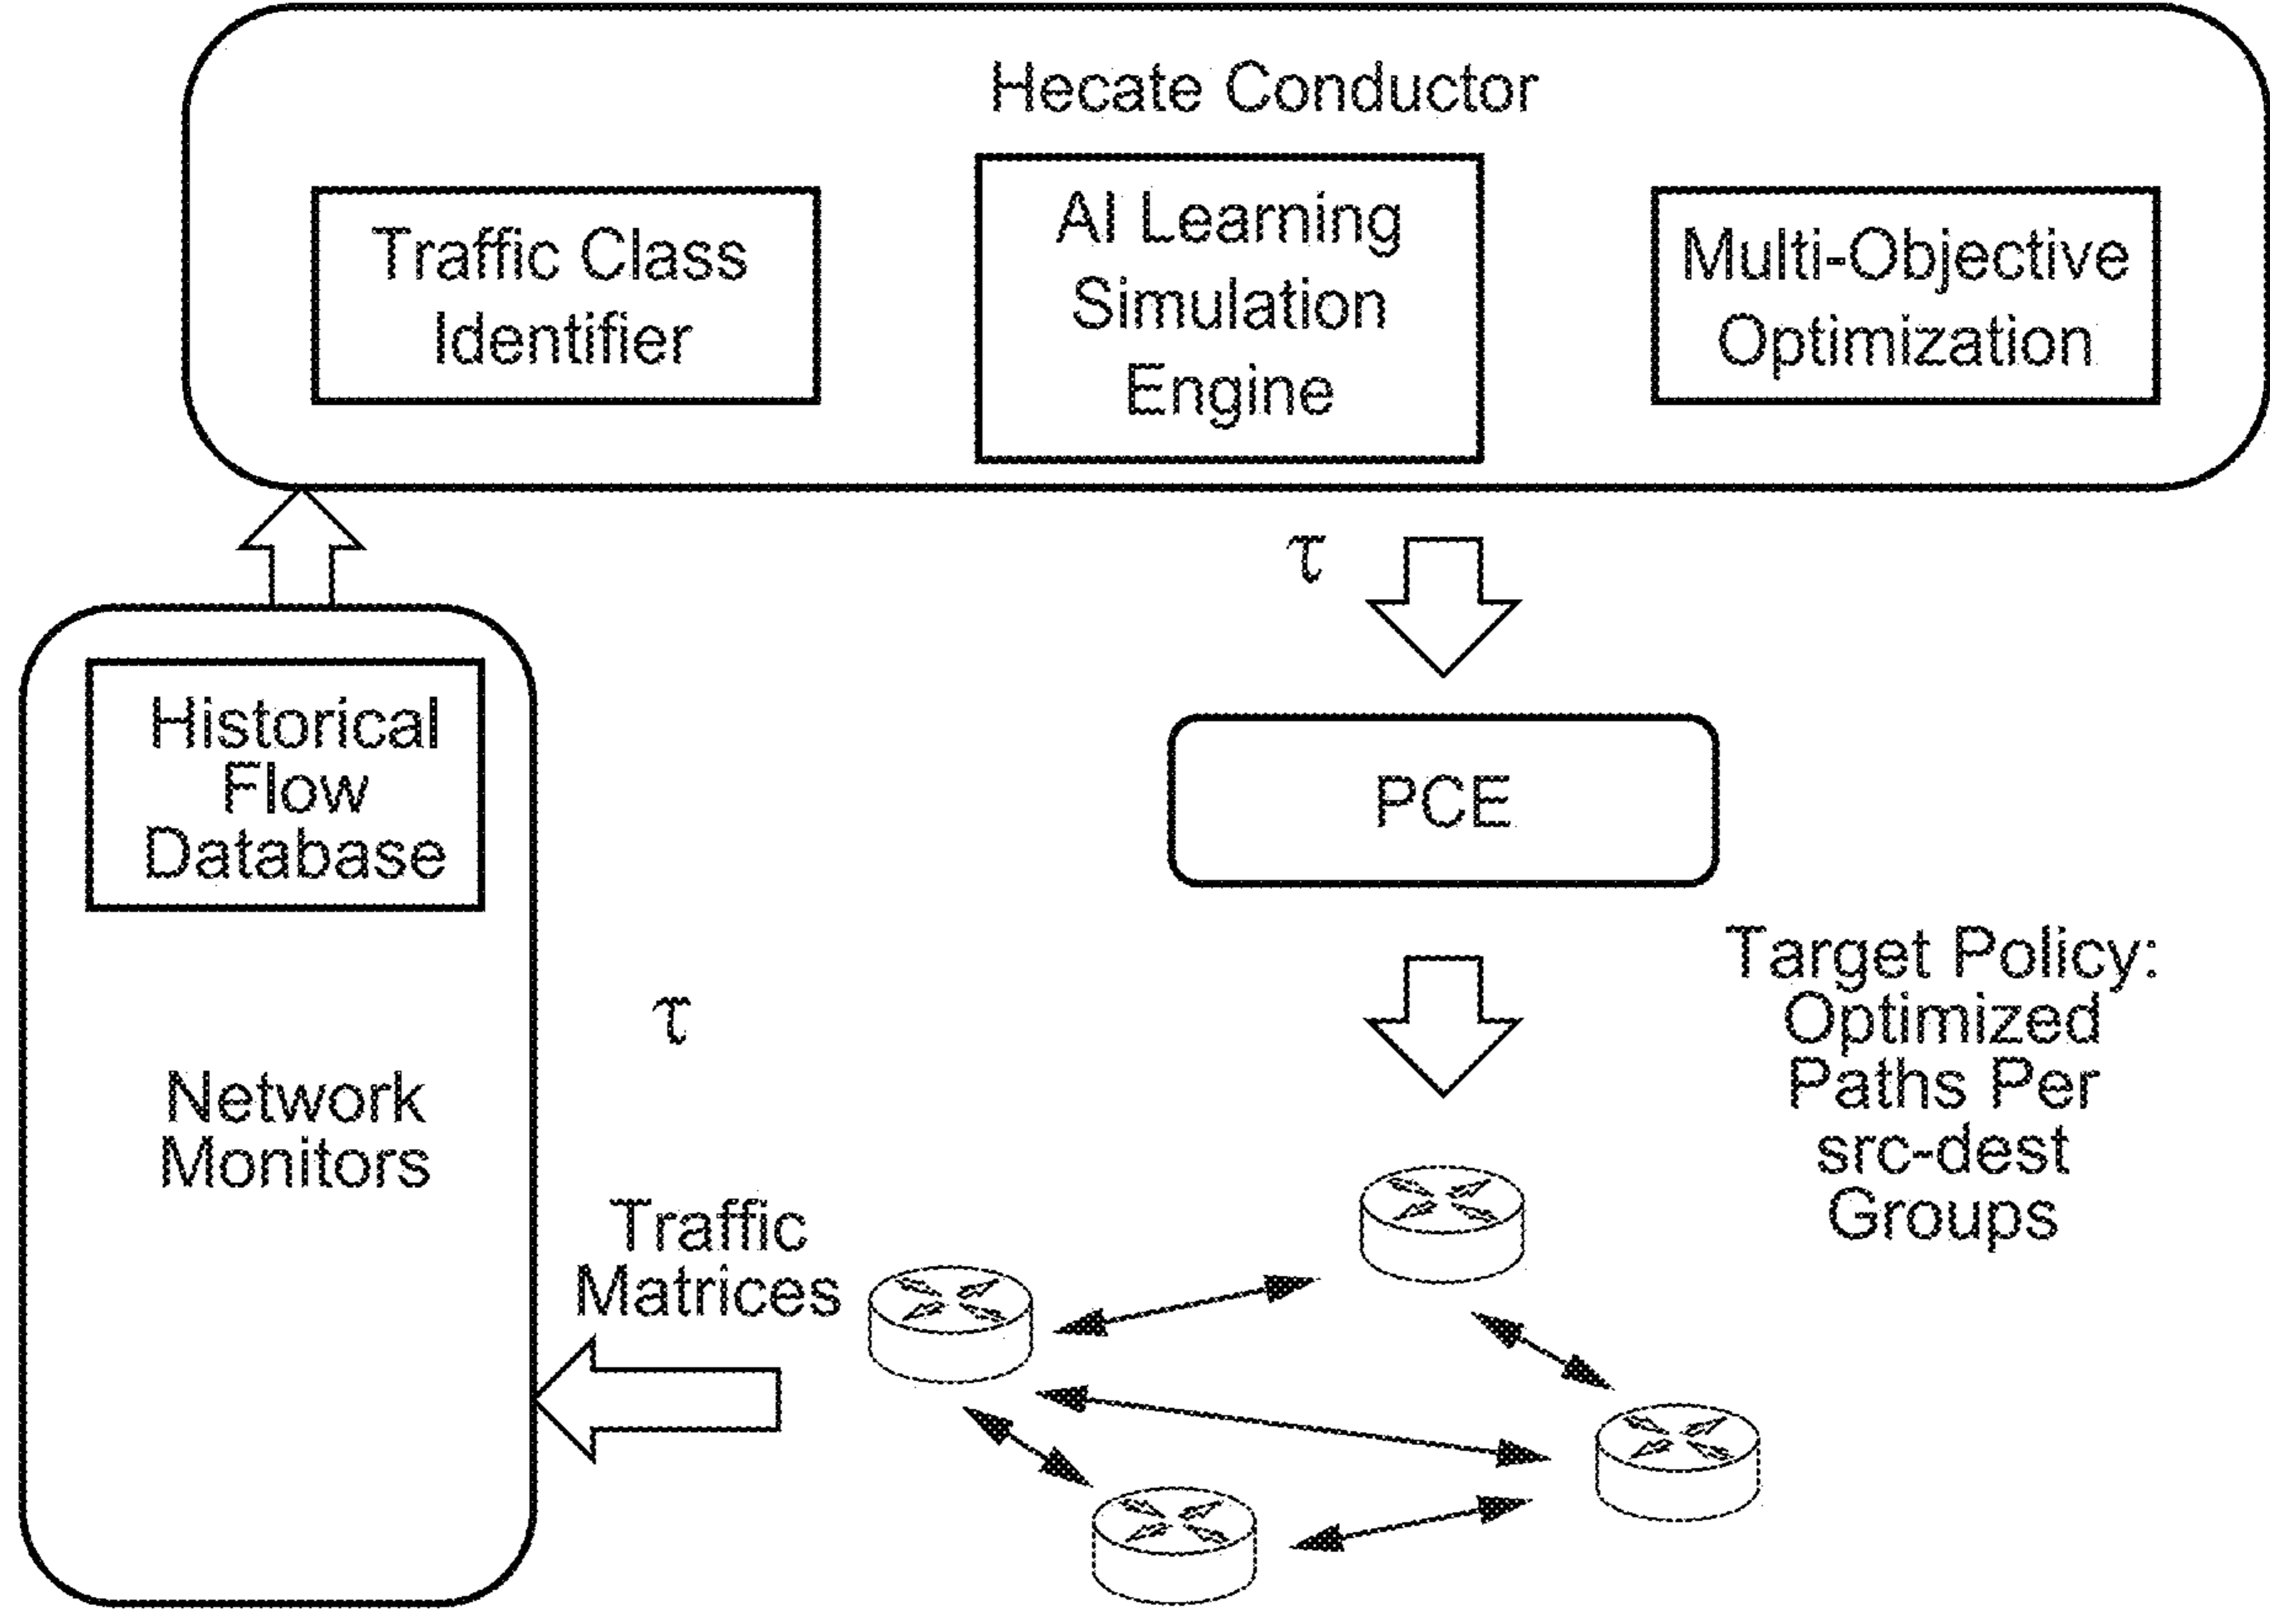 Hecate Conductor
Traffic Class
Identifier
AI Learning
Simulation
Engine
Multi-Objective
Optimization
τ
Historical
Flow
Database
PCE
Network
Monitors
τ
Target Policy:
Optimized
Paths Per
src-dest
Groups
Traffic
Matrices